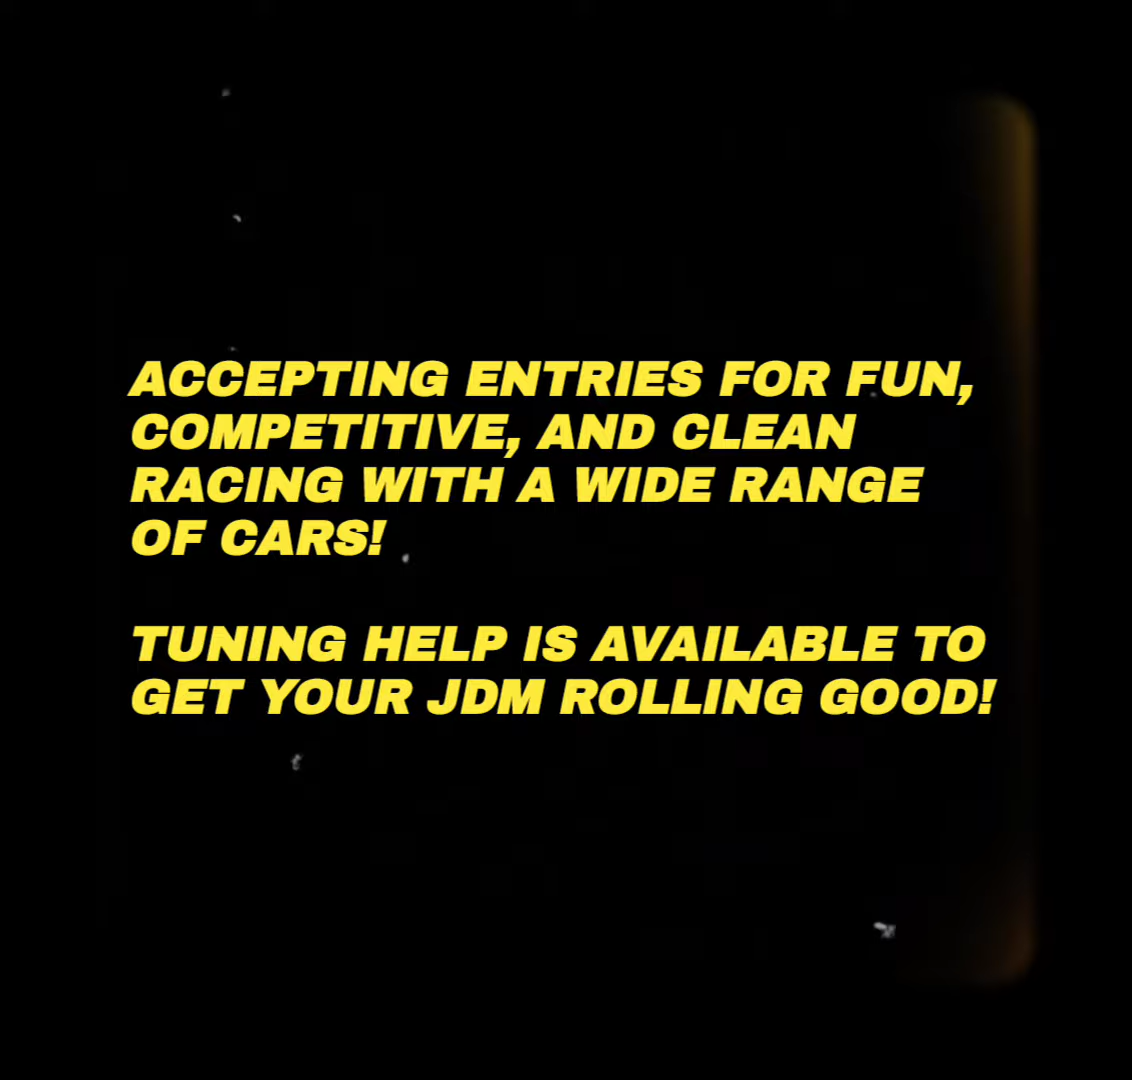 ACCEPTING ENTRIES FOR FUN,
COMPETITIVE, AND CLEAN
RACING WITH A WIDE RANGE
OF CARS!
TUNING HELP IS AVAILABLE TO
GET YOUR JDM ROLLING GOOD!